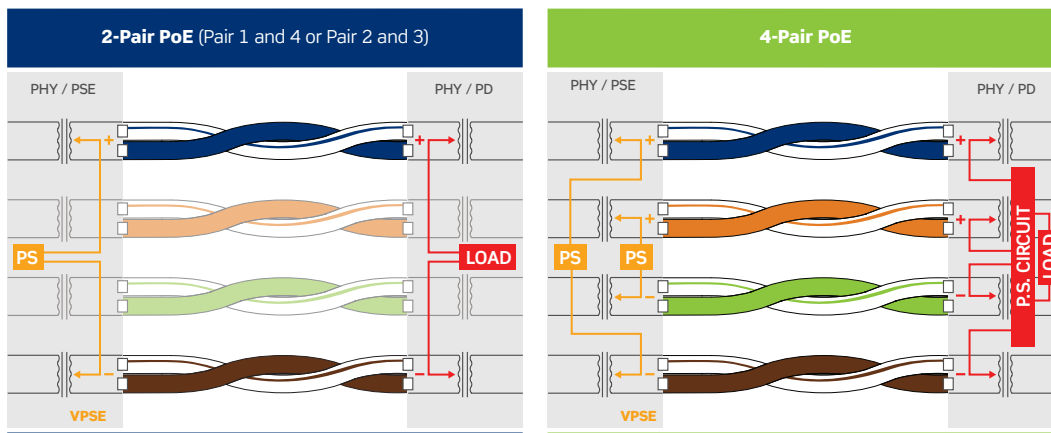 2-Pair PoE (Pair 1 and 4 or Pair 2 and 3)
PHY / PSE
PHY / PD
+
+
PS
LOAD
–
–
VPSE
4-Pair PoE
PHY / PSE
PHY / PD
+
+
+
+
PS
PS
P.S. CIRCUIT
LOAD
–
–
–
–
VPSE